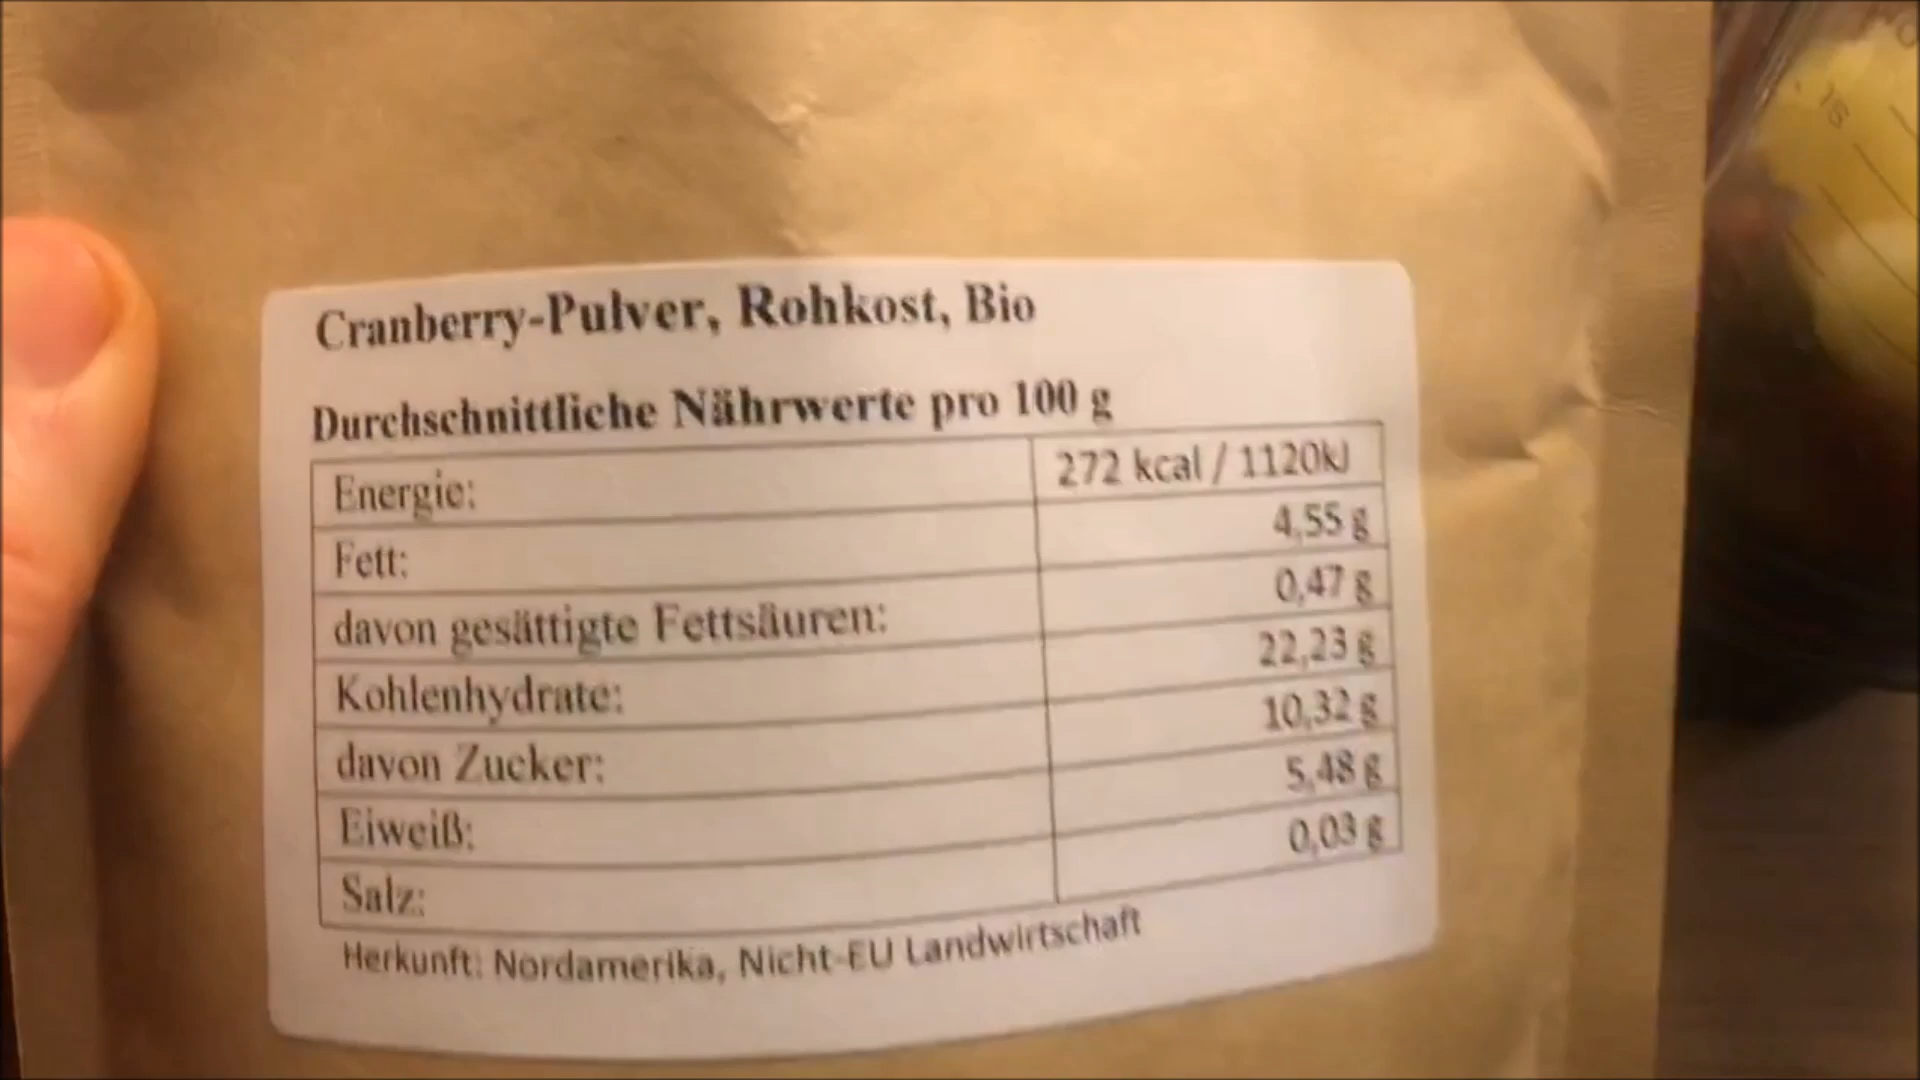 Cranberry-Pulver, Rohkost, Bio
Durchschnittliche Nährwerte pro 100 g
Energie: 272 kcal / 1120kJ
Fett: 4,55 g
davon gesättigte Fettsäuren: 0,47 g
Kohlenhydrate: 22,23 g
davon Zucker: 10,32 g
Eiweiß: 5,48 g
Salz: 0,03 g
Herkunft: Nordamerika, Nicht-EU Landwirtschaft
16